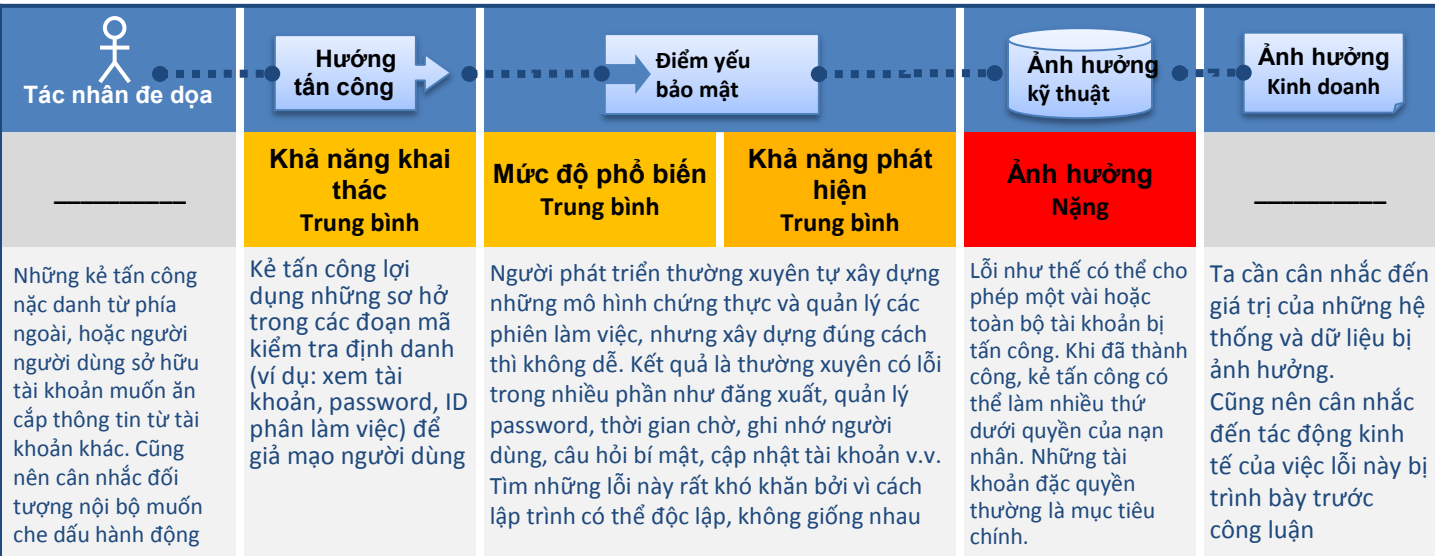 Tác nhân đe dọa
Hướng
tấn công
Điểm yếu
bảo mật
Ảnh hưởng
kỹ thuật
Ảnh hưởng
Kinh doanh
__________
Khả năng khai
thác
Trung bình
Mức độ phổ biến
Trung bình
Khả năng phát
hiện
Trung bình
Ảnh hưởng
Nặng
__________
Những kẻ tấn công
nặc danh từ phía
ngoài, hoặc người
người dùng sở hữu
tài khoản muốn ăn
cắp thông tin từ tài
khoản khác. Cũng
nên cân nhắc đối
tượng nội bộ muốn
che dấu hành động
Kẻ tấn công lợi
dụng những sơ hở
trong các đoạn mã
kiểm tra định danh
(ví dụ: xem tài
khoản, password, ID
phân làm việc) để
giả mạo người dùng
Người phát triển thường xuyên tự xây dựng
những mô hình chứng thực và quản lý các
phiên làm việc, nhưng xây dựng đúng cách
thì không dễ. Kết quả là thường xuyên có lỗi
trong nhiều phần như đăng xuất, quản lý
password, thời gian chờ, ghi nhớ người
dùng, câu hỏi bí mật, cập nhật tài khoản v.v.
Tìm những lỗi này rất khó khăn bởi vì cách
lập trình có thể độc lập, không giống nhau
Lỗi như thế có thể cho
phép một vài hoặc
toàn bộ tài khoản bị
tấn công. Khi đã thành
công, kẻ tấn công có
thể làm nhiều thứ
dưới quyền của nạn
nhân. Những tài
khoản đặc quyền
thường là mục tiêu
chính.
Ta cần cân nhắc đến
giá trị của những hệ
thống và dữ liệu bị
ảnh hưởng.
Cũng nên cân nhắc
đến tác động kinh
tế của việc lỗi này bị
trình bày trước
công luận